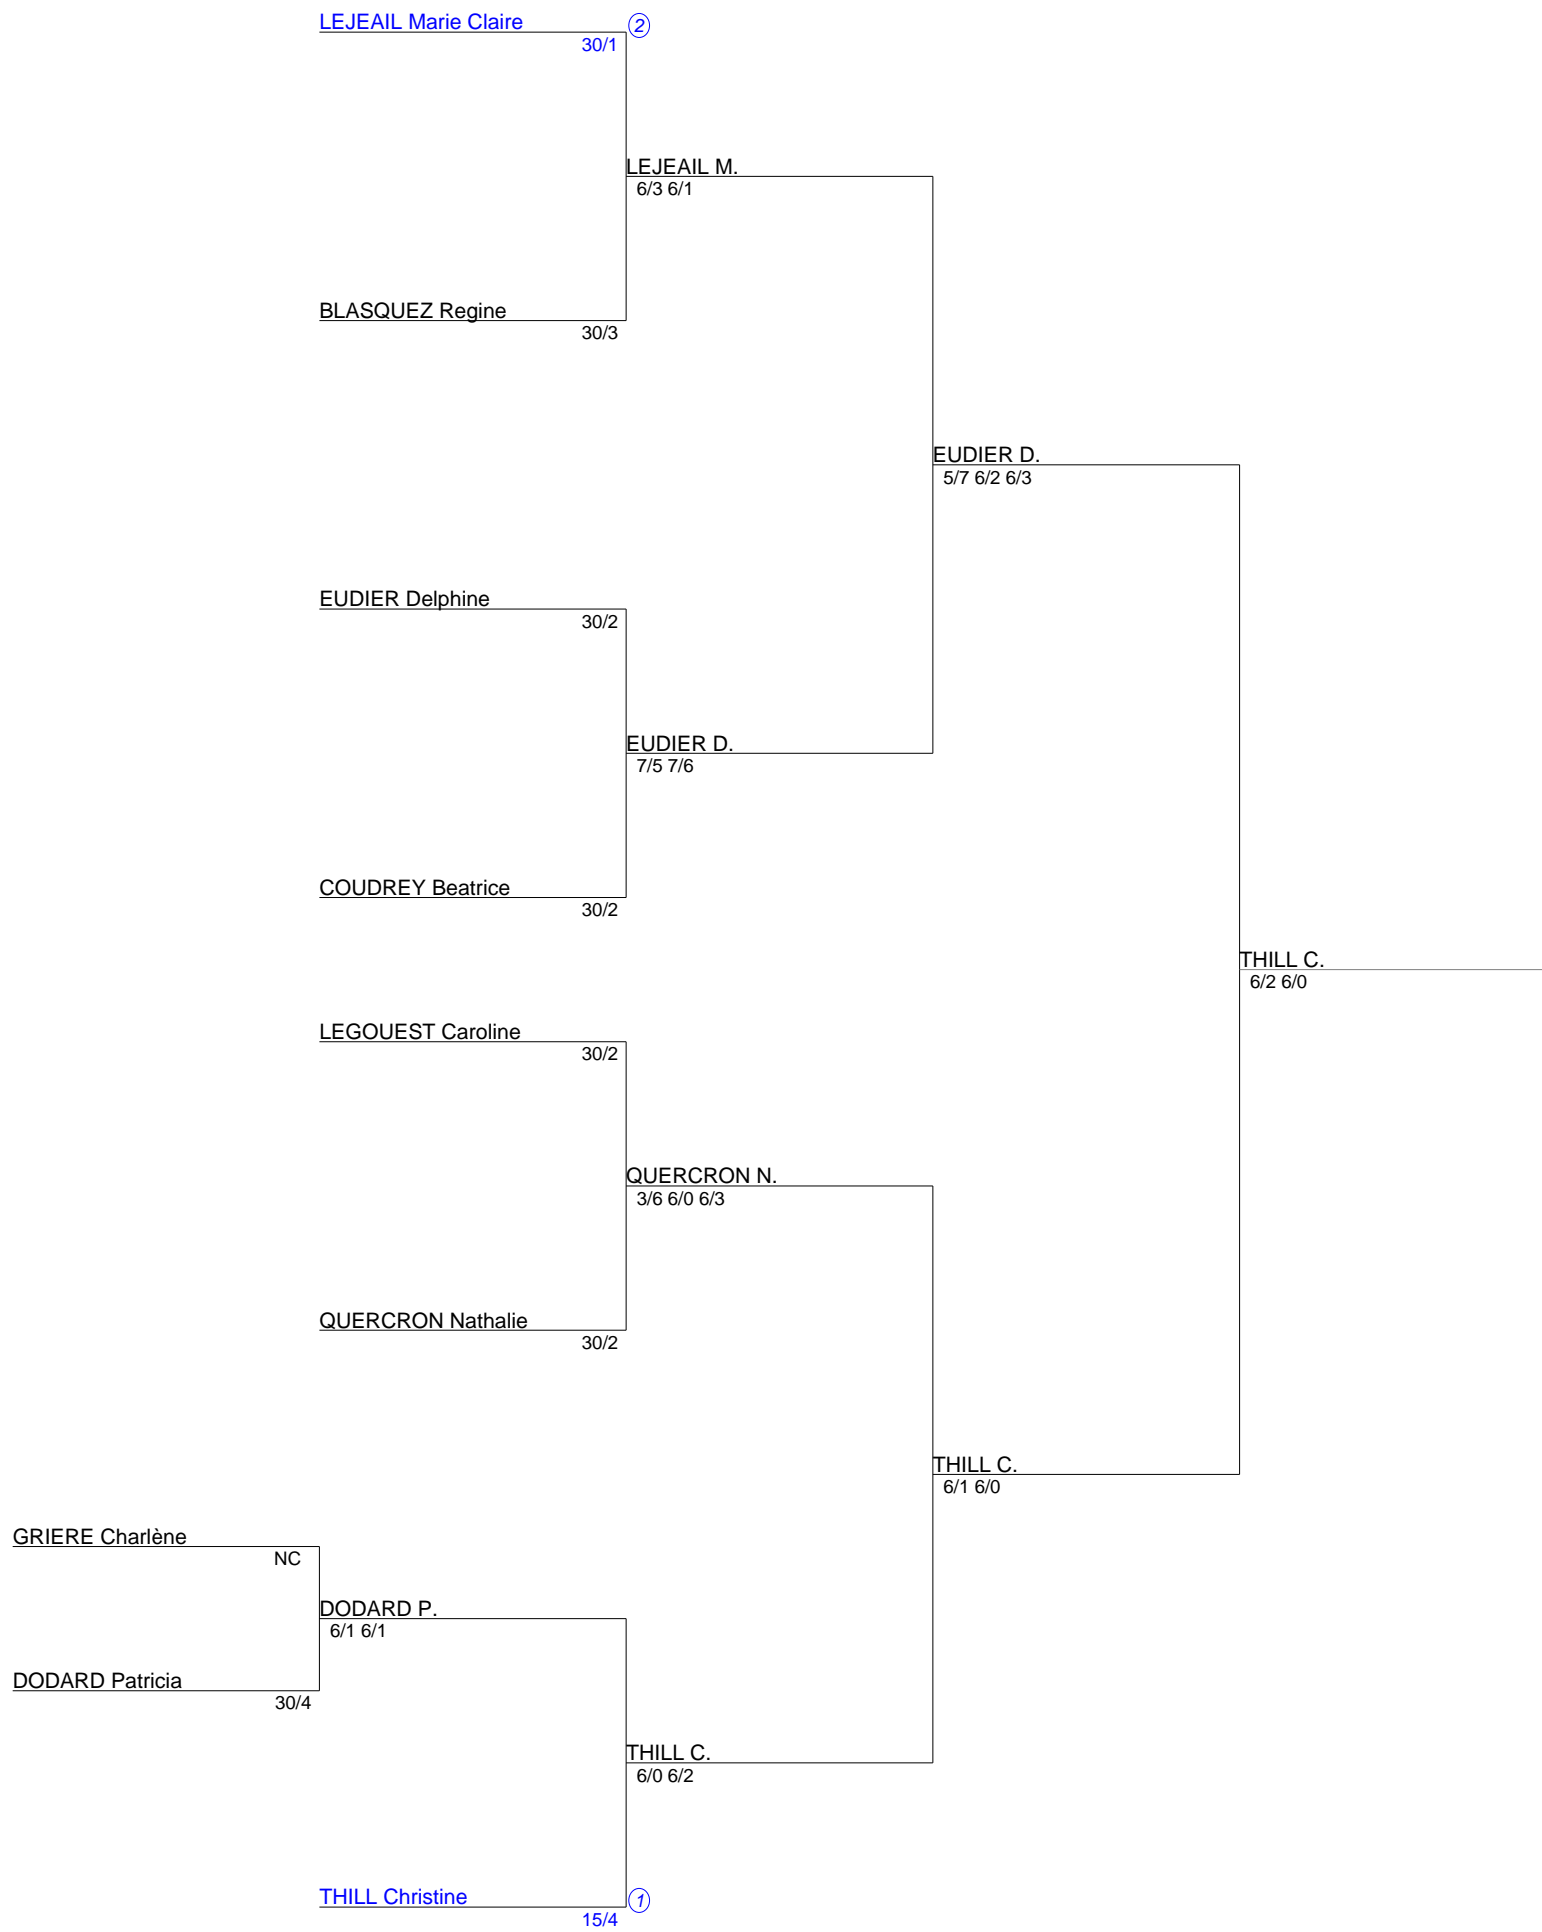 LEJEAIL Marie Claire
2
30/1
LEJEAIL M.
6/3 6/1
BLASQUEZ Regine
30/3
EUDIER D.
5/7 6/2 6/3
EUDIER Delphine
30/2
EUDIER D.
7/5 7/6
COUDREY Beatrice
30/2
THILL C.
6/2 6/0
LEGOUEST Caroline
30/2
QUERCRON N.
3/6 6/0 6/3
QUERCRON Nathalie
30/2
THILL C.
6/1 6/0
GRIERE Charlène
NC
DODARD P.
6/1 6/1
DODARD Patricia
30/4
THILL C.
6/0 6/2
THILL Christine
1
15/4